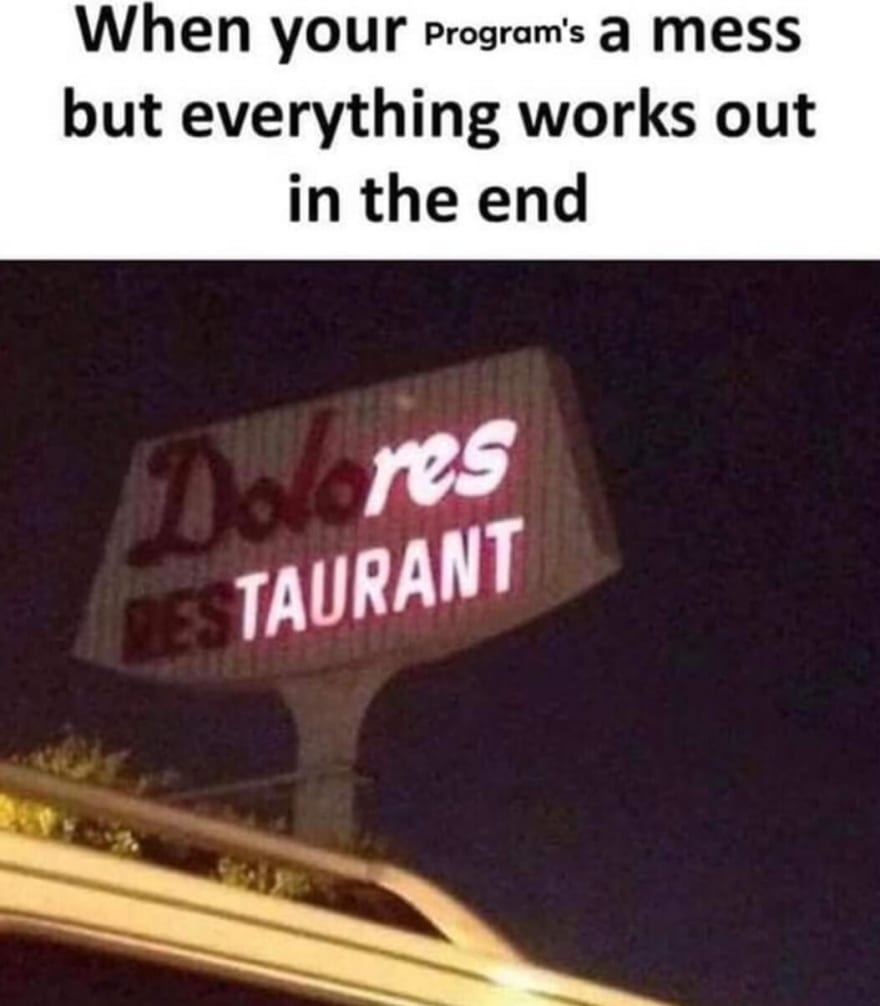 When your Program's a mess
but everything works out
in the end
Dolores
RESTAURANT